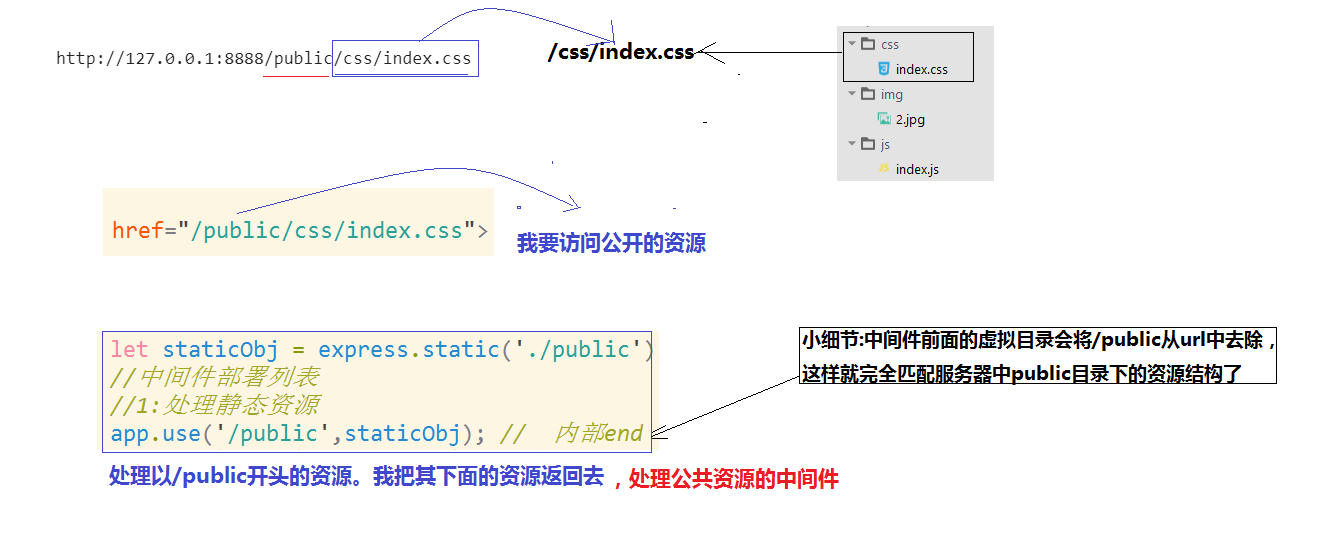 http://127.0.0.1:8888/public/css/index.css
/css/index.css
css
index.css
img
2.jpg
js
index.js
href="/public/css/index.css">
我要访问公开的资源
let staticObj = express.static('./public')
//中间件部署列表
//1:处理静态资源
app.use('/public',staticObj); // 内部end
小细节:中间件前面的虚拟目录会将/public从url中去除，
这样就完全匹配服务器中public目录下的资源结构了
处理以/public开头的资源。我把其下面的资源返回去 ，处理公共资源的中间件